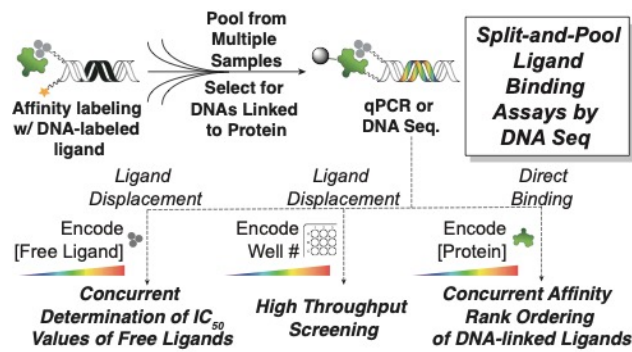 Affinity labeling
w/ DNA-labeled
ligand
Pool from
Multiple
Samples
Select for
DNAs Linked
to Protein
qPCR or
DNA Seq.
Split-and-Pool
Ligand
Binding
Assays by
DNA Seq
Ligand
Displacement
Ligand
Displacement
Direct
Binding
Encode
[Free Ligand]
Encode
Well #
Encode
[Protein]
Concurrent
Determination of IC50
Values of Free Ligands
High Throughput
Screening
Concurrent Affinity
Rank Ordering
of DNA-linked Ligands